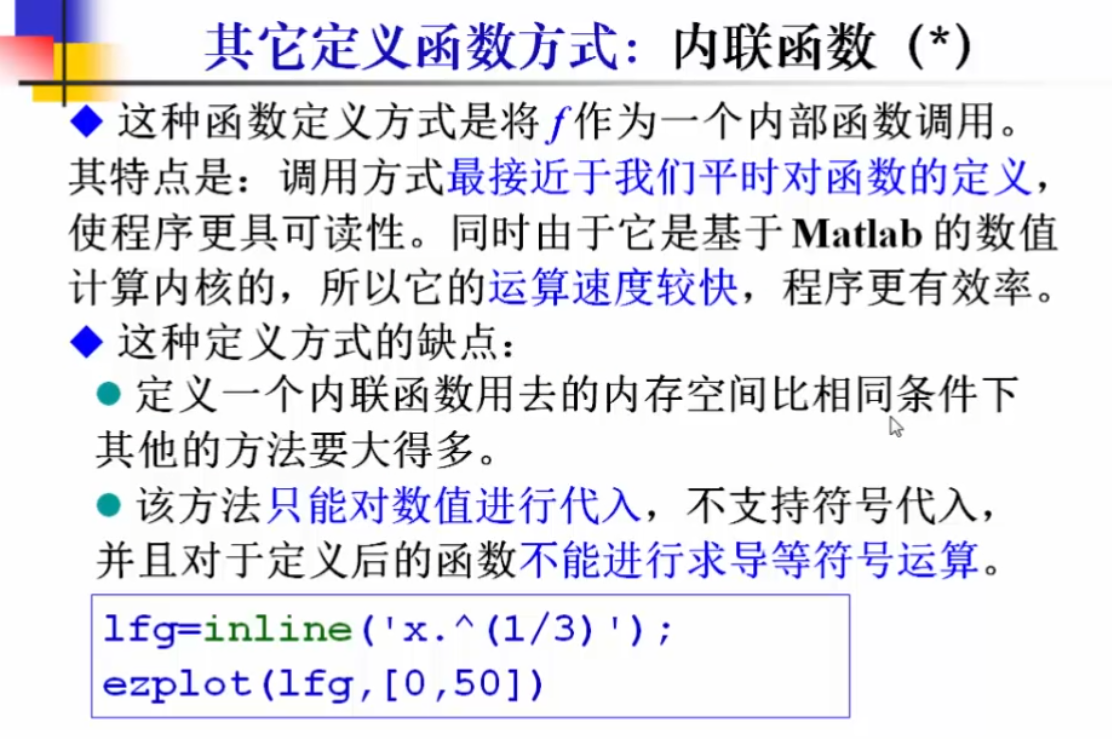 其它定义函数方式：内联函数（*）
◆ 这种函数定义方式是将f作为一个内部函数调用。
其特点是：调用方式最接近于我们平时对函数的定义，
使程序更具可读性。同时由于它是基于Matlab的数值
计算内核的，所以它的运算速度较快，程序更有效率。
◆ 这种定义方式的缺点：
● 定义一个内联函数用去的内存空间比相同条件下
其他的方法要大得多。
● 该方法只能对数值进行代入，不支持符号代入，
并且对于定义后的函数不能进行求导等符号运算。
lfg=inline('x.^(1/3)');
ezplot(lfg,[0,50])